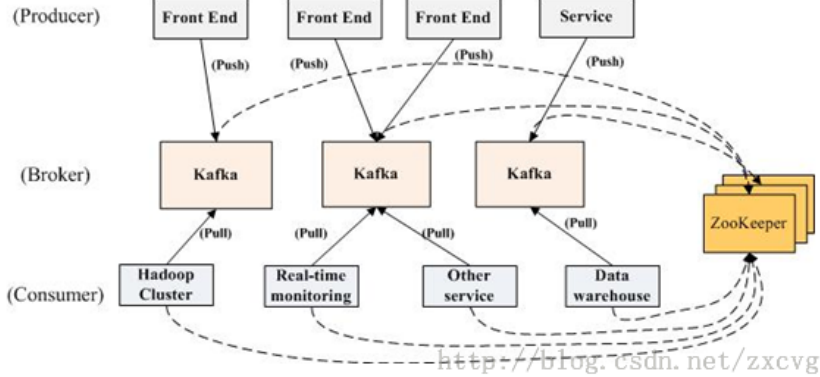 (Producer)
Front End
Front End
Front End
Service
(Push)
(Push)
(Push)
(Push)
(Broker)
Kafka
Kafka
Kafka
ZooKeeper
(Pull)
(Pull)
(Pull)
(Pull)
(Consumer)
Hadoop
Cluster
Real-time
monitoring
Other
service
Data
warehouse
http://blog.csdn.net/zxcvg